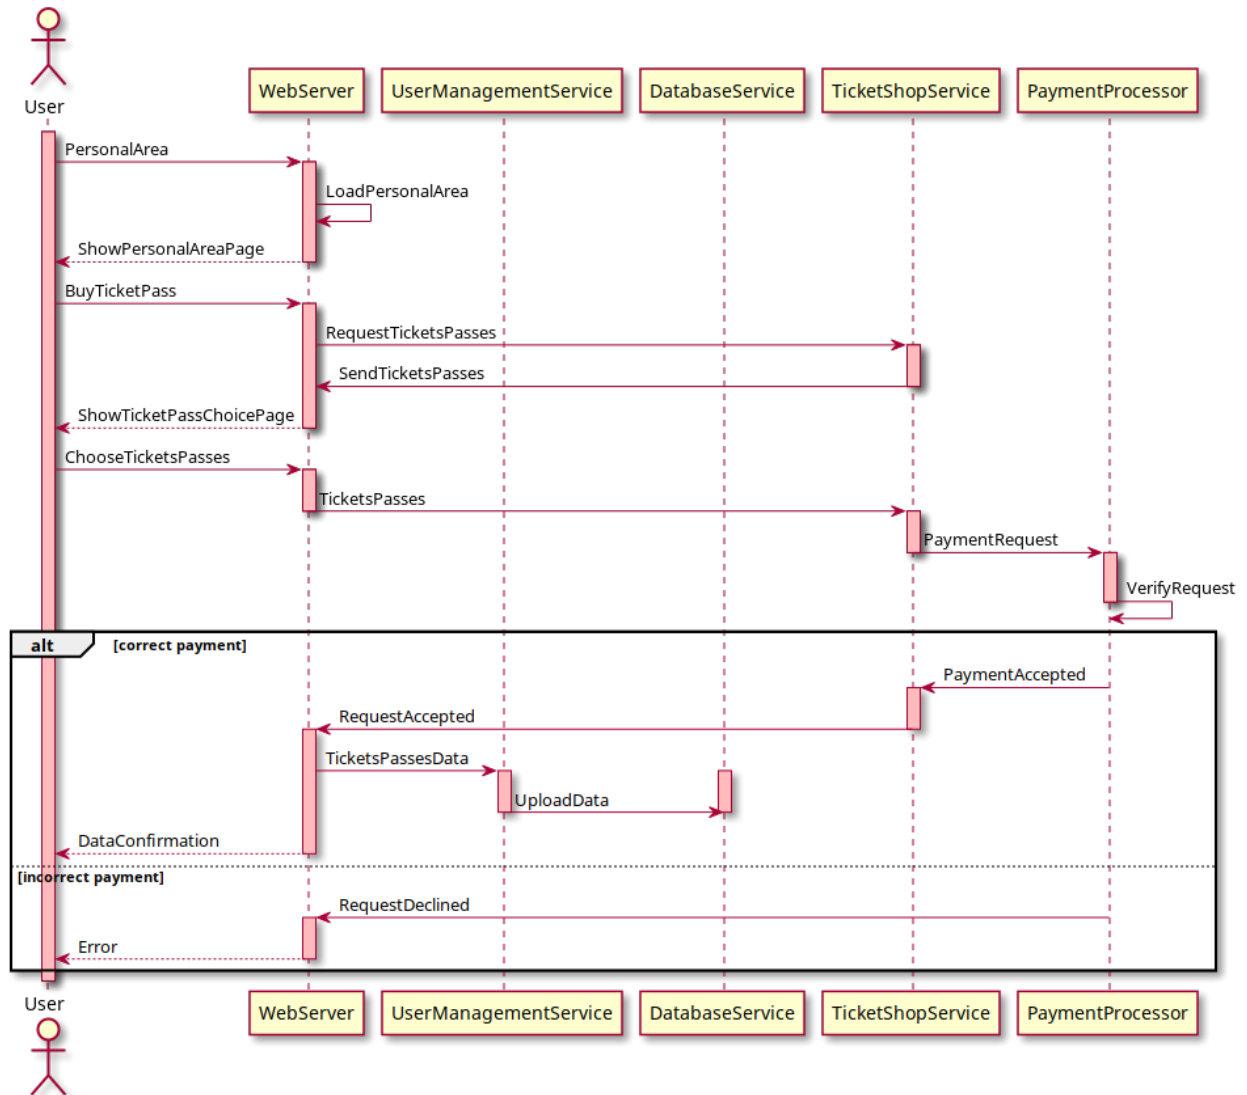 User
WebServer
UserManagementService
DatabaseService
TicketShopService
PaymentProcessor
PersonalArea
LoadPersonalArea
ShowPersonalAreaPage
BuyTicketPass
RequestTicketsPasses
SendTicketsPasses
ShowTicketPassChoicePage
ChooseTicketsPasses
TicketsPasses
PaymentRequest
VerifyRequest
alt
[correct payment]
PaymentAccepted
RequestAccepted
TicketsPassesData
UploadData
DataConfirmation
[incorrect payment]
RequestDeclined
Error
User
WebServer
UserManagementService
DatabaseService
TicketShopService
PaymentProcessor